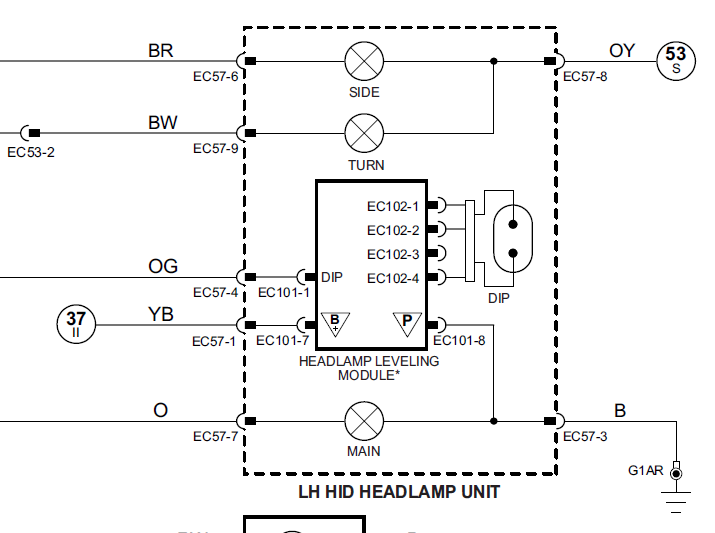 BR
EC57-6
SIDE
OY
EC57-8
53
S
BW
EC53-2
EC57-9
TURN
EC102-1
EC102-2
EC102-3
EC102-4
DIP
OG
EC57-4
EC101-1
DIP
37
II
YB
EC57-1
EC101-7
B
+
P
EC101-8
HEADLAMP LEVELING
MODULE*
O
EC57-7
MAIN
B
EC57-3
G1AR
LH HID HEADLAMP UNIT